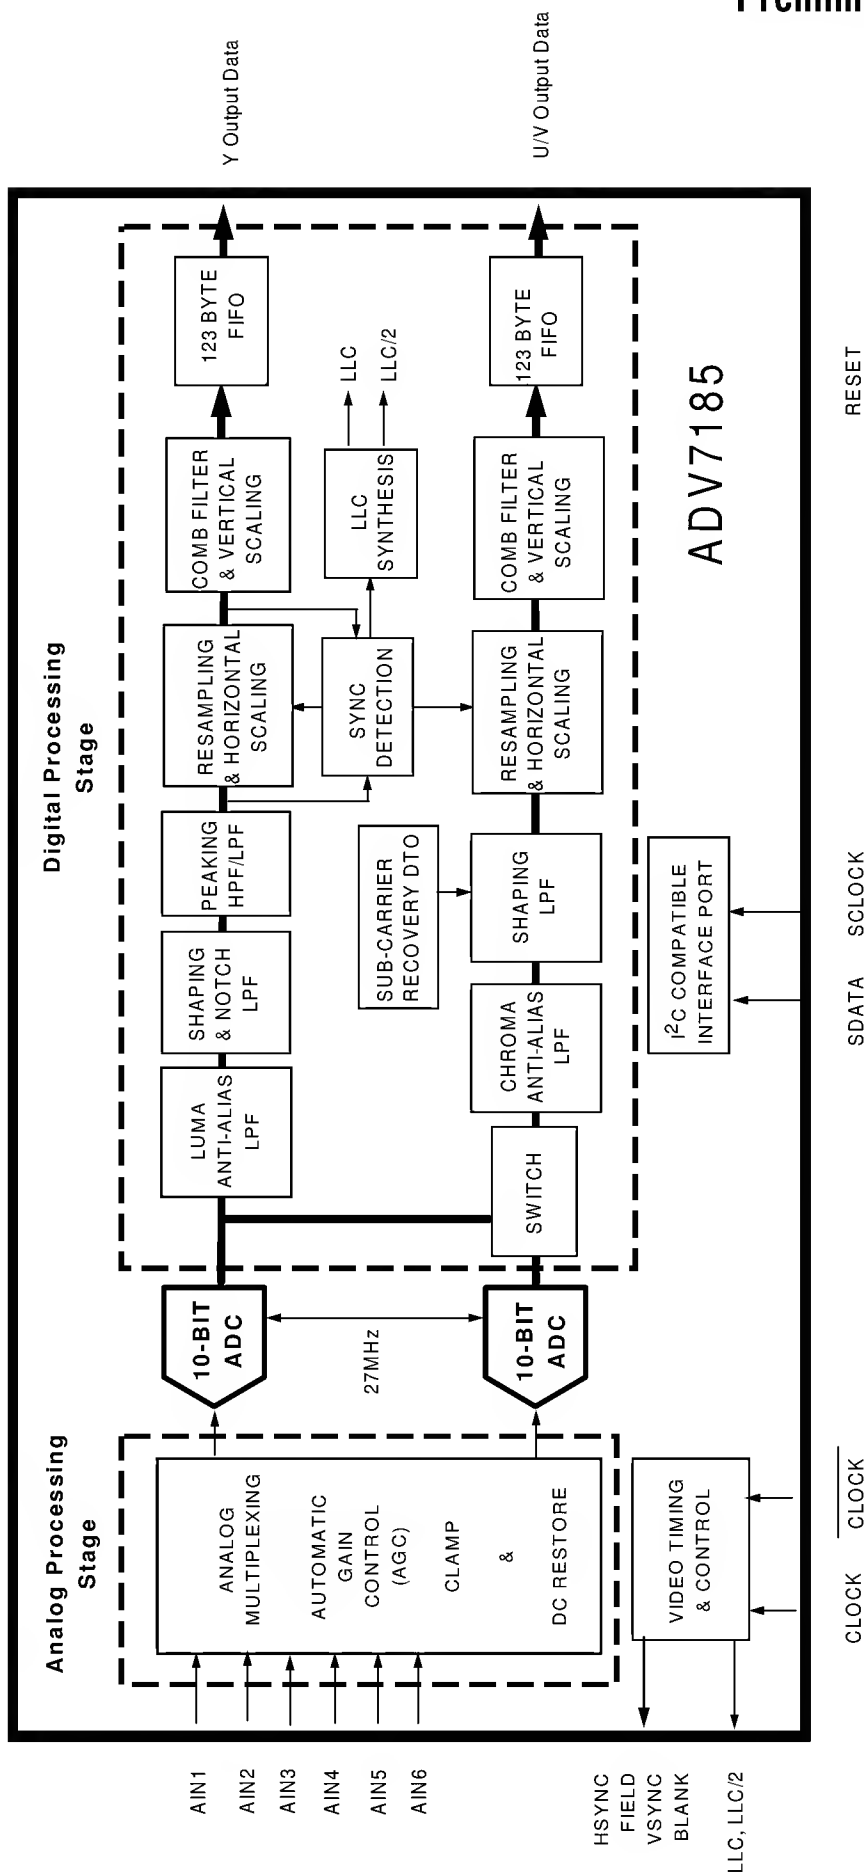 Analog Processing
Stage
Digital Processing
Stage
AIN1
AIN2
AIN3
AIN4
AIN5
AIN6
ANALOG
MULTIPLEXING
AUTOMATIC
GAIN
CONTROL
(AGC)
CLAMP
&
DC RESTORE
10-BIT
ADC
27MHz
10-BIT
ADC
LUMA
ANTI-ALIAS
LPF
SHAPING
& NOTCH
LPF
PEAKING
HPF/LPF
RESAMPLING
& HORIZONTAL
SCALING
COMB FILTER
& VERTICAL
SCALING
123 BYTE
FIFO
Y Output Data
SYNC
DETECTION
LLC
SYNTHESIS
LLC
LLC/2
SUB-CARRIER
RECOVERY DTO
SWITCH
CHROMA
ANTI-ALIAS
LPF
SHAPING
LPF
RESAMPLING
& HORIZONTAL
SCALING
COMB FILTER
& VERTICAL
SCALING
123 BYTE
FIFO
U/V Output Data
VIDEO TIMING
& CONTROL
I²C COMPATIBLE
INTERFACE PORT
ADV7185
HSYNC
FIELD
VSYNC
BLANK
LLC, LLC/2
CLOCK
CLOCK
SDATA
SCLOCK
RESET